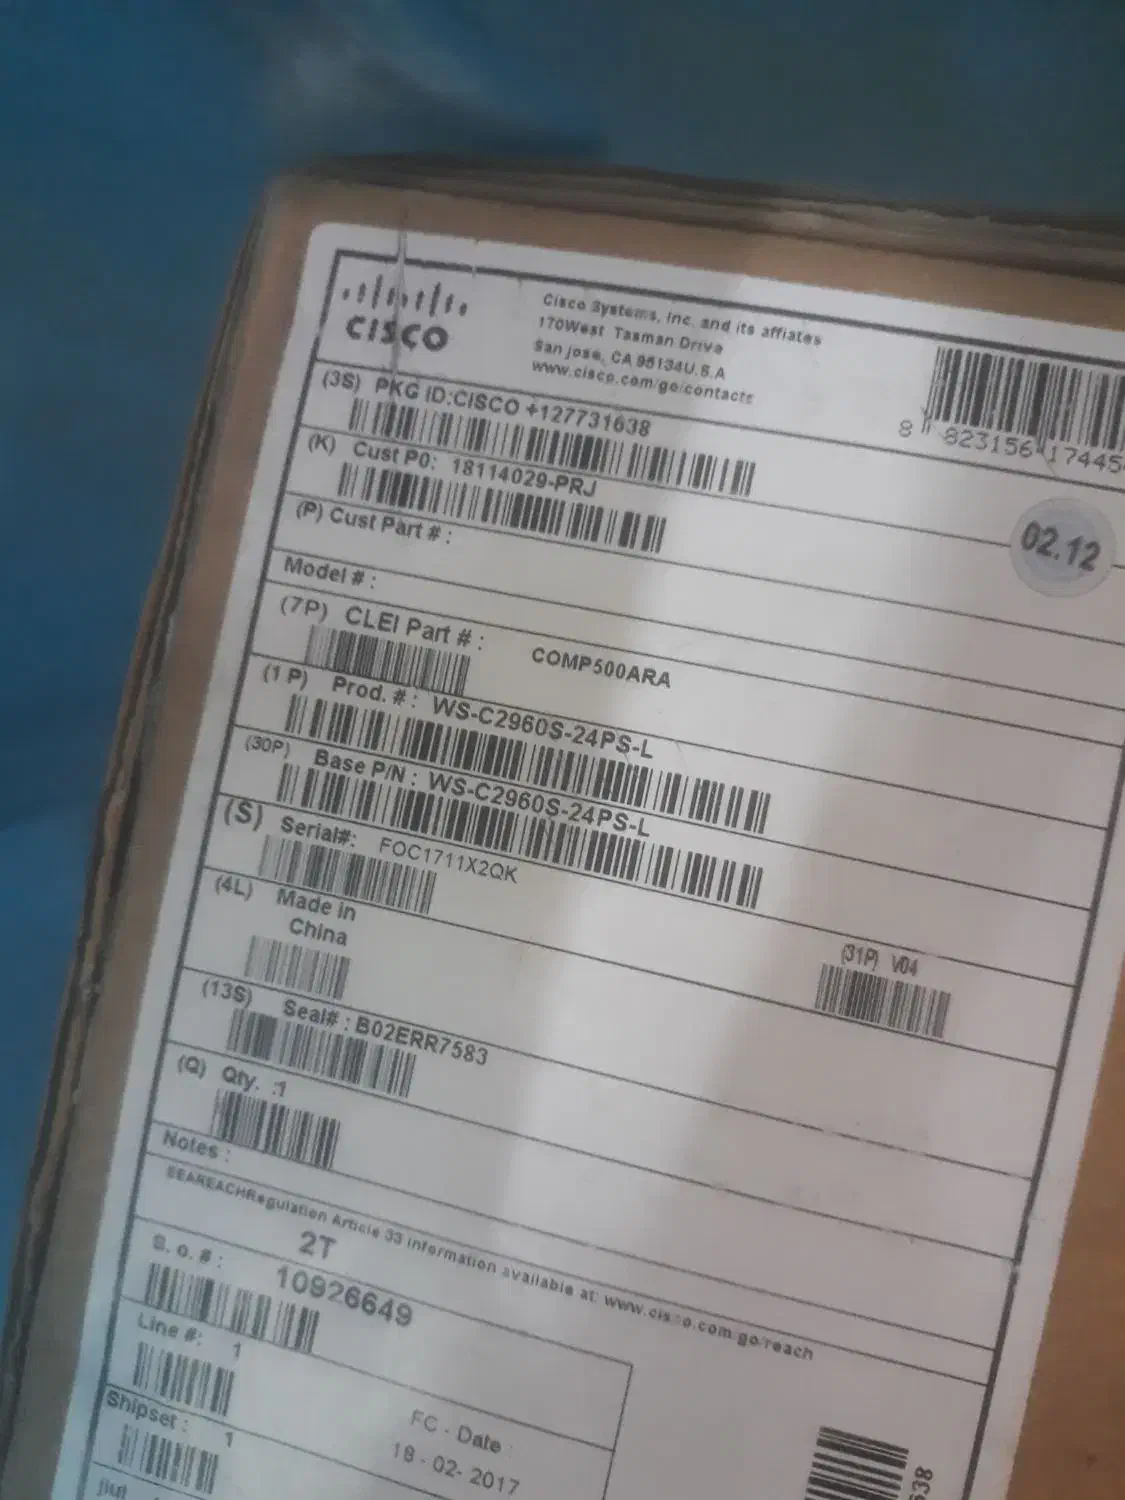 CISCO
Cisco Systems, Inc. and its affiates
170West Tasman Drive
San jose, CA 95134U.S.A
www.cisco.com/go/contacts
8 823156 17445
(3S) PKG ID:CISCO +127731638
(K) Cust P0: 18114029-PRJ
02.12
(P) Cust Part # :
Model # :
(7P) CLEI Part # : COMP500ARA
(1 P) Prod. # : WS-C2960S-24PS-L
(30P) Base P/N : WS-C2960S-24PS-L
(S) Serial#: FOC1711X2QK
(4L) Made in
China
(31P) V04
(13S) Seal# : B02ERR7583
(Q) Qty. :1
Notes :
SEAREACHRegulation Article 33 information available at: www.cisco.com/go/reach
2T
S. o. # : 10926649
Line #: 1
FC - Date :
Shipset : 1
18 - 02- 2017